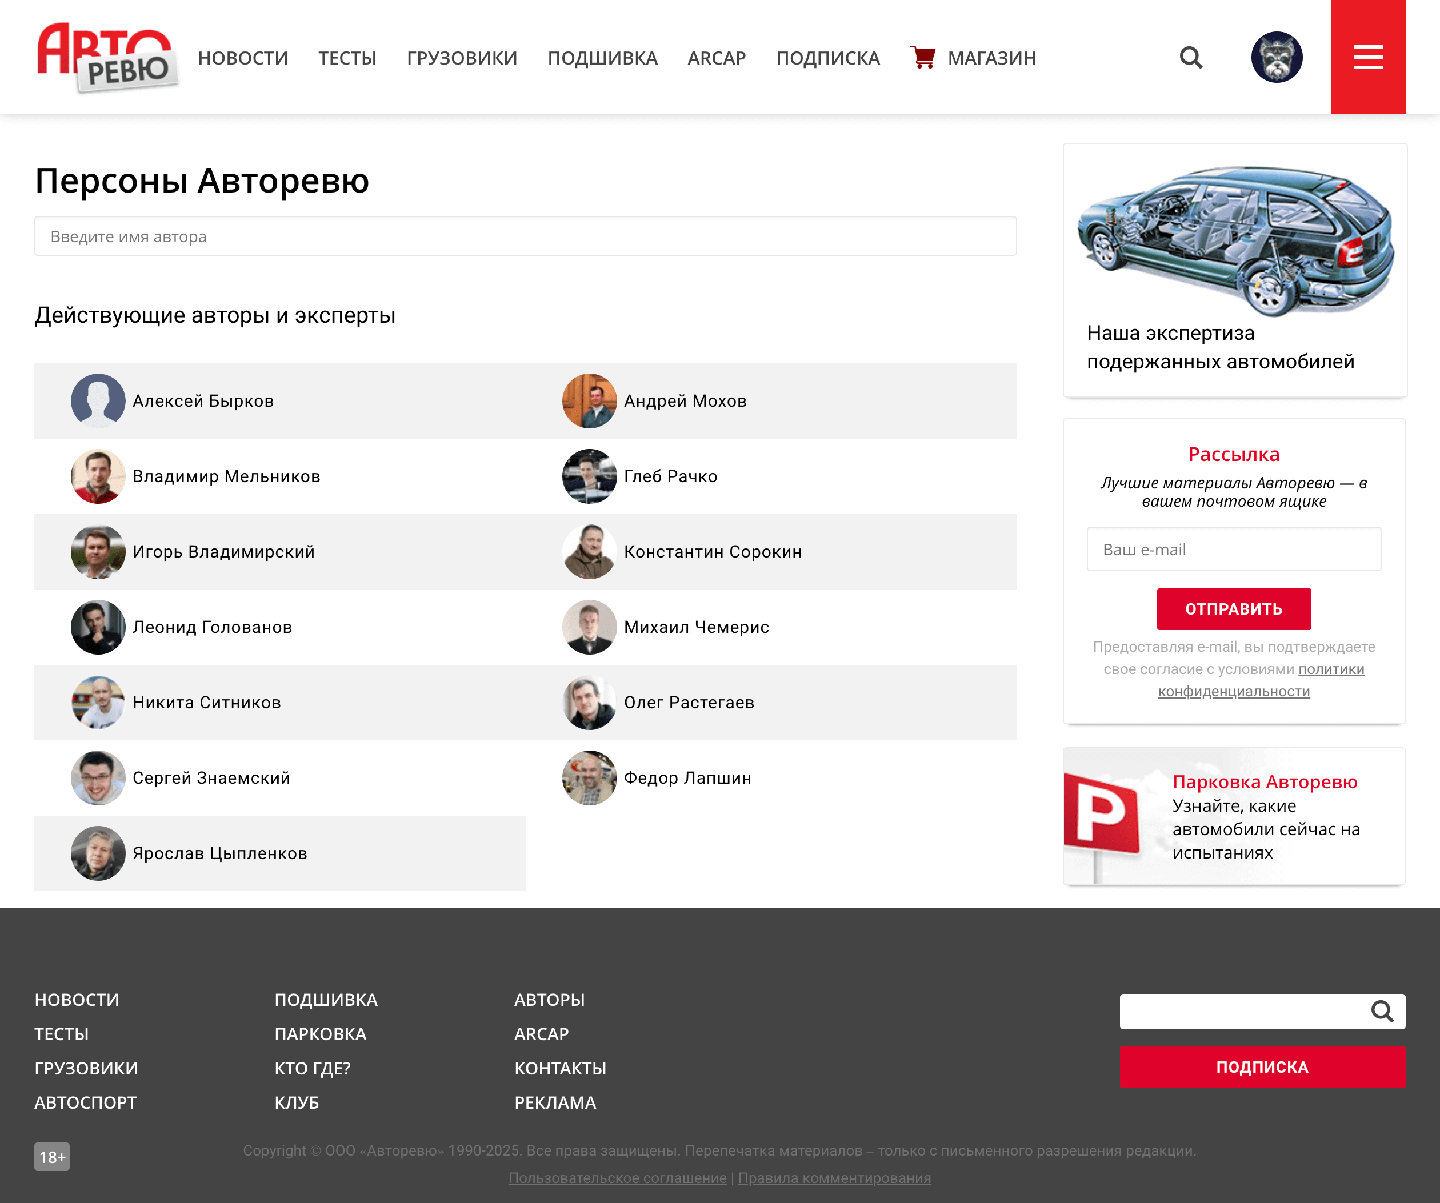 АВТО
РЕВЮ
НОВОСТИ ТЕСТЫ ГРУЗОВИКИ ПОДШИВКА ARCAP ПОДПИСКА МАГАЗИН
Персоны Авторевю
Введите имя автора
Действующие авторы и эксперты
Алексей Бырков
Андрей Мохов
Владимир Мельников
Глеб Рачко
Игорь Владимирский
Константин Сорокин
Леонид Голованов
Михаил Чемерис
Никита Ситников
Олег Растегаев
Сергей Знаемский
Федор Лапшин
Ярослав Цыпленков
Наша экспертиза
подержанных автомобилей
Рассылка
Лучшие материалы Авторевю — в
вашем почтовом ящике
Ваш e-mail
ОТПРАВИТЬ
Предоставляя e-mail, вы подтверждаете
свое согласие с условиями политики
конфиденциальности
P
Парковка Авторевю
Узнайте, какие
автомобили сейчас на
испытаниях
НОВОСТИ
ТЕСТЫ
ГРУЗОВИКИ
АВТОСПОРТ
ПОДШИВКА
ПАРКОВКА
КТО ГДЕ?
КЛУБ
АВТОРЫ
ARCAP
КОНТАКТЫ
РЕКЛАМА
ПОДПИСКА
18+
Copyright © ООО «Авторевю» 1990-2025. Все права защищены. Перепечатка материалов – только с письменного разрешения редакции.
Пользовательское соглашение | Правила комментирования